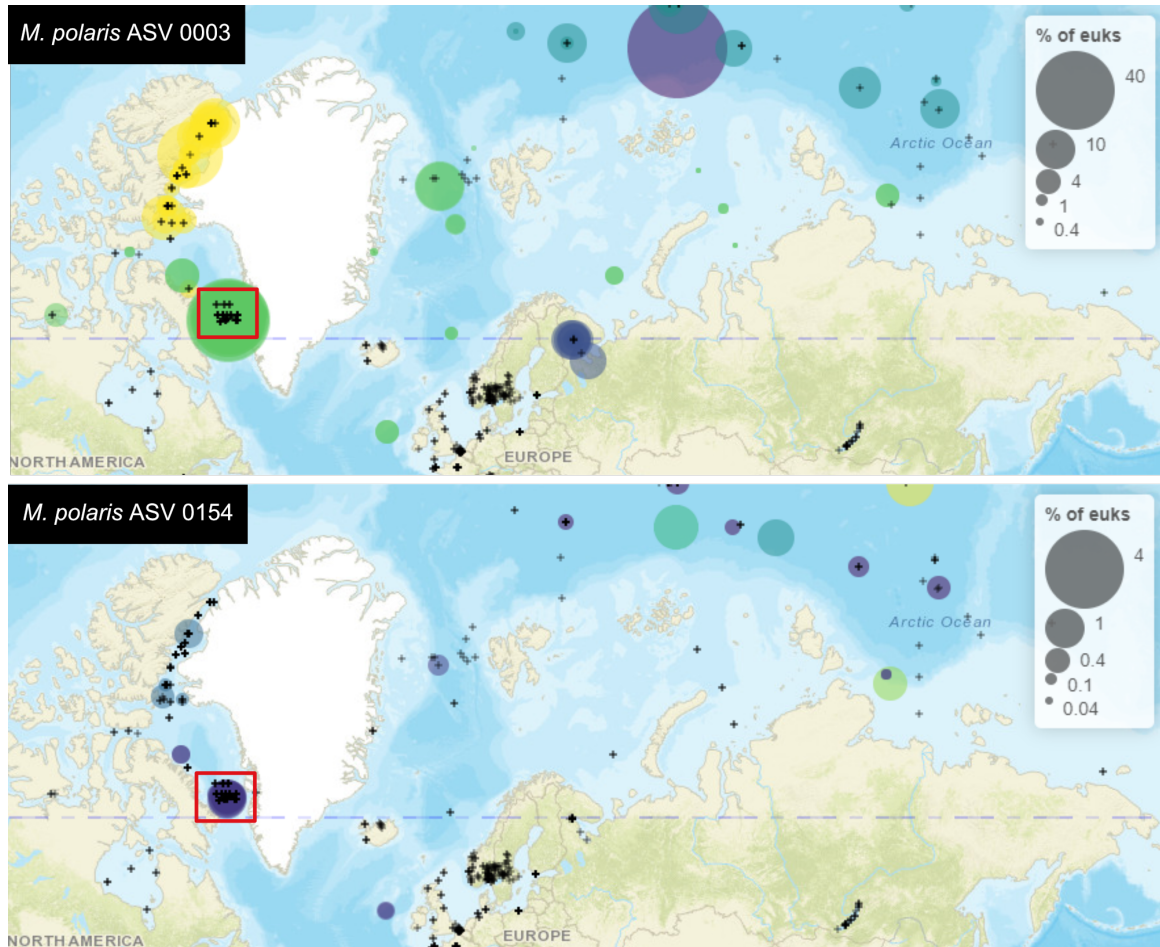 M. polaris ASV 0003
% of euks
40
10
4
1
0.4
Arctic Ocean
NORTH AMERICA
EUROPE
M. polaris ASV 0154
% of euks
4
1
0.4
0.1
0.04
Arctic Ocean
NORTH AMERICA
EUROPE